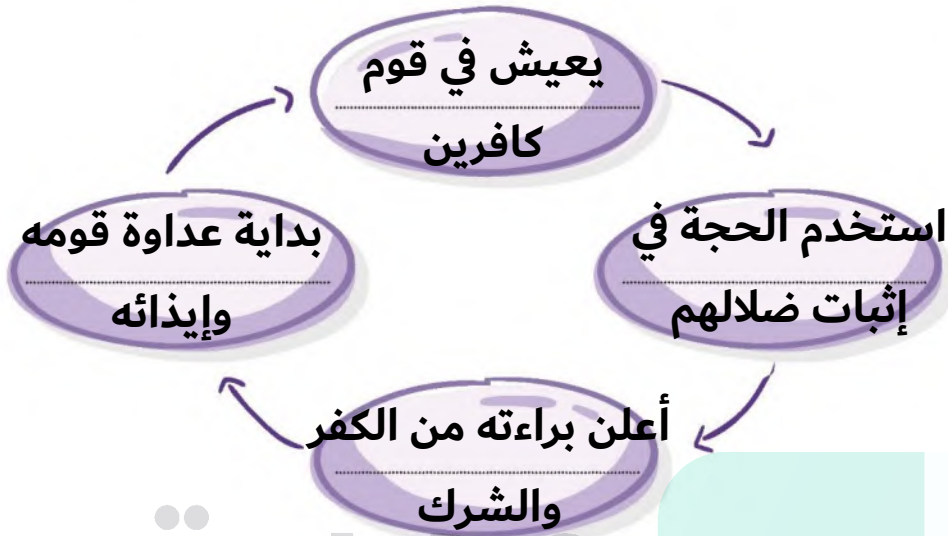 يعيش في قوم
كافرين
استخدم الحجة في
إثبات ضلالهم
أعلن براءته من الكفر
والشرك
بداية عداوة قومه
وإيذائه